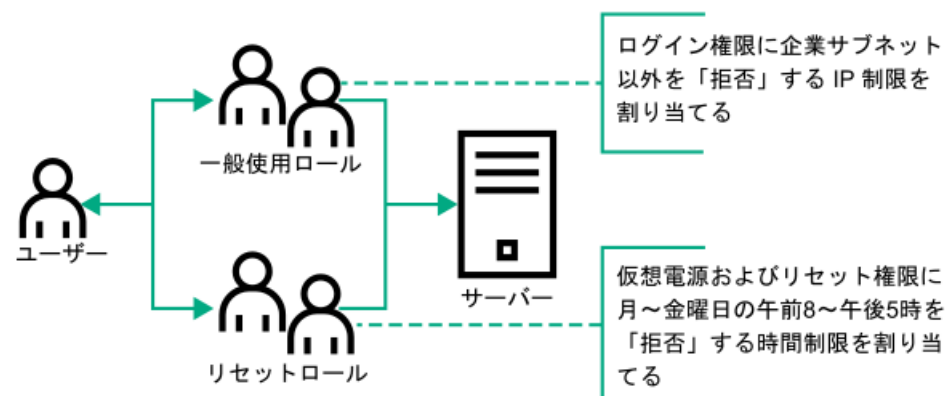 ログイン権限に企業サブネット
以外を「拒否」する IP 制限を
割り当てる
一般使用ロール
ユーザー
サーバー
仮想電源およびリセット権限に
月～金曜日の午前8～午後5時を
「拒否」する時間制限を割り当
てる
リセットロール